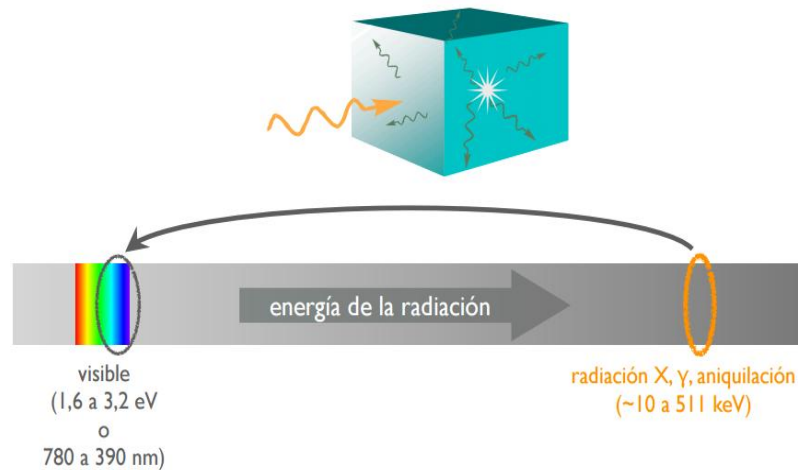 energía de la radiación
visible
(1,6 a 3,2 eV
o
780 a 390 nm)
radiación X, γ, aniquilación
(~10 a 511 keV)